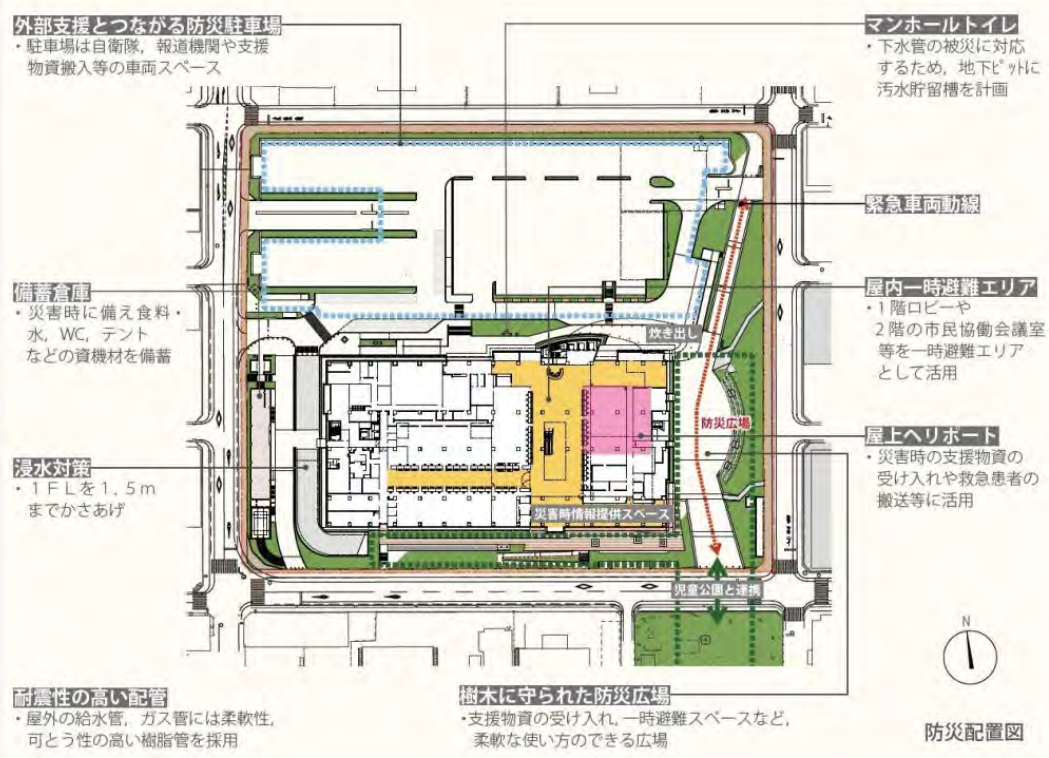 外部支援とつながる防災駐車場
・駐車場は自衛隊，報道機関や支援
物資搬入等の車両スペース
マンホールトイレ
・下水管の被災に対応
するため，地下ピットに
汚水貯留槽を計画
緊急車両動線
備蓄倉庫
・災害時に備え食料・
水，WC，テント
などの資機材を備蓄
屋内一時避難エリア
・1階ロビーや
2階の市民協働会議室
等を一時避難エリア
として活用
炊き出し
防災広場
屋上ヘリポート
・災害時の支援物資の
受け入れや救急患者の
搬送等に活用
浸水対策
・1FLを1.5m
までかさあげ
災害時情報提供スペース
児童公園と連携
耐震性の高い配管
・屋外の給水管，ガス管には柔軟性，
可とう性の高い樹脂管を採用
樹木に守られた防災広場
・支援物資の受け入れ，一時避難スペースなど，
柔軟な使い方のできる広場
N
防災配置図